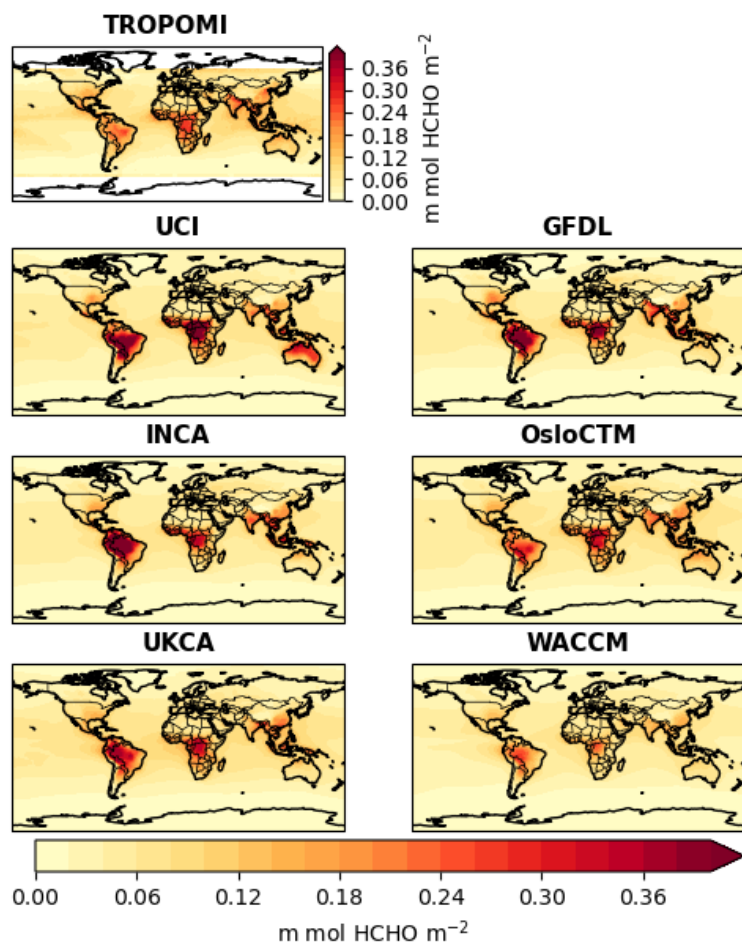 TROPOMI
0.36
0.30
0.24
0.18
0.12
0.06
0.00
m mol HCHO m⁻²
UCI
GFDL
INCA
OsloCTM
UKCA
WACCM
0.00 0.06 0.12 0.18 0.24 0.30 0.36
m mol HCHO m⁻²